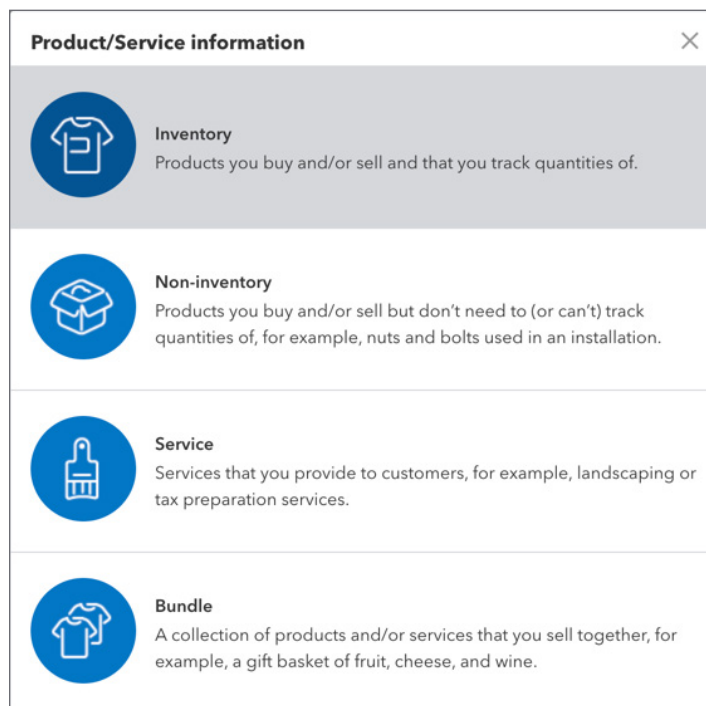 Product/Service information
Inventory
Products you buy and/or sell and that you track quantities of.
Non-inventory
Products you buy and/or sell but don’t need to (or can’t) track
quantities of, for example, nuts and bolts used in an installation.
Service
Services that you provide to customers, for example, landscaping or
tax preparation services.
Bundle
A collection of products and/or services that you sell together, for
example, a gift basket of fruit, cheese, and wine.